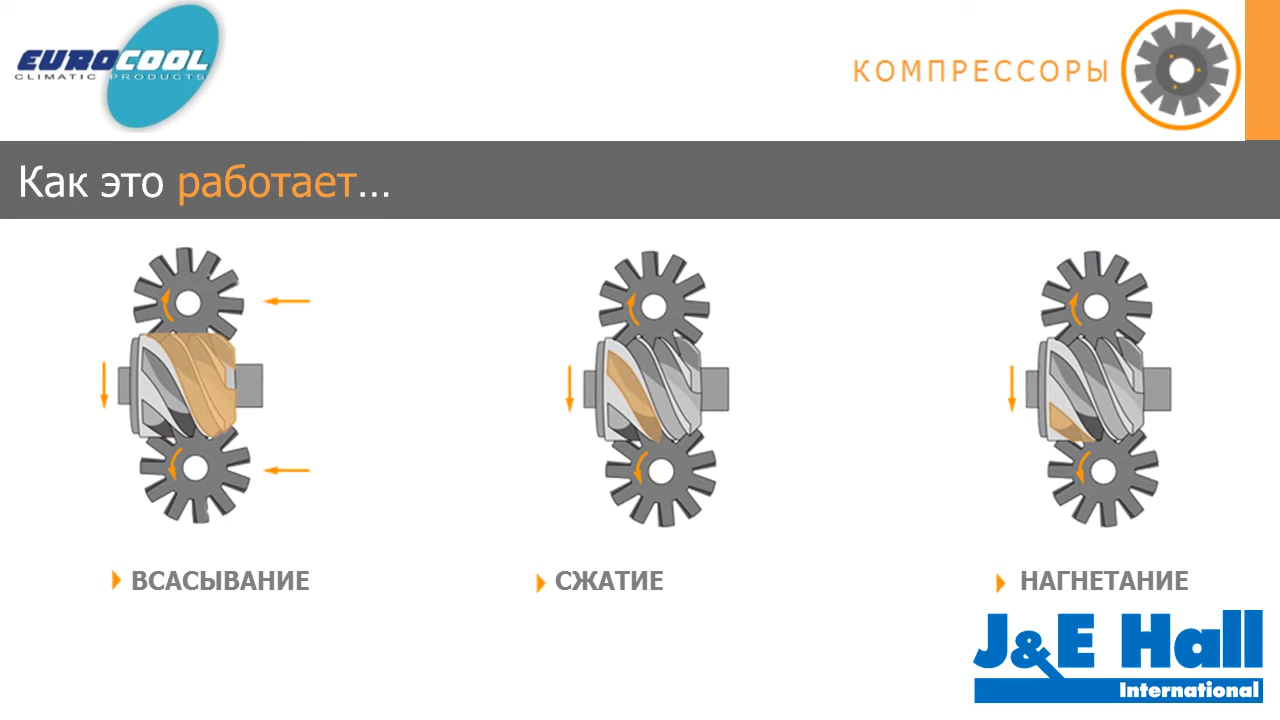 EUROCOOL
CLIMATIC PRODUCTS
КОМПРЕССОРЫ
Как это работает...
ВСАСЫВАНИЕ
СЖАТИЕ
НАГНЕТАНИЕ
J&E Hall
International